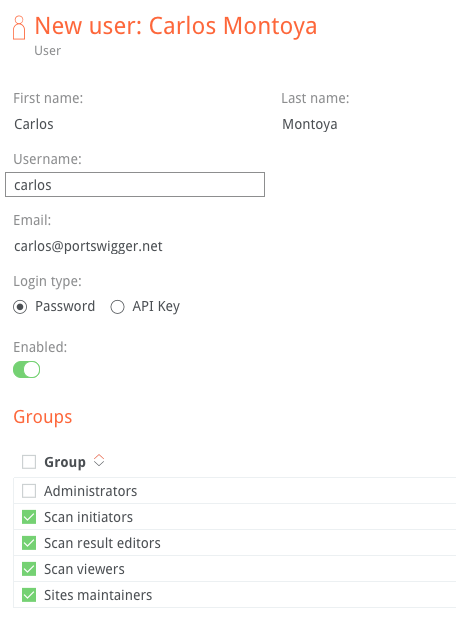 New user: Carlos Montoya
User
First name: Last name:
Carlos Montoya
Username:
carlos
Email:
carlos@portswigger.net
Login type:
Password API Key
Enabled:
Groups
Group
Administrators
Scan initiators
Scan result editors
Scan viewers
Sites maintainers